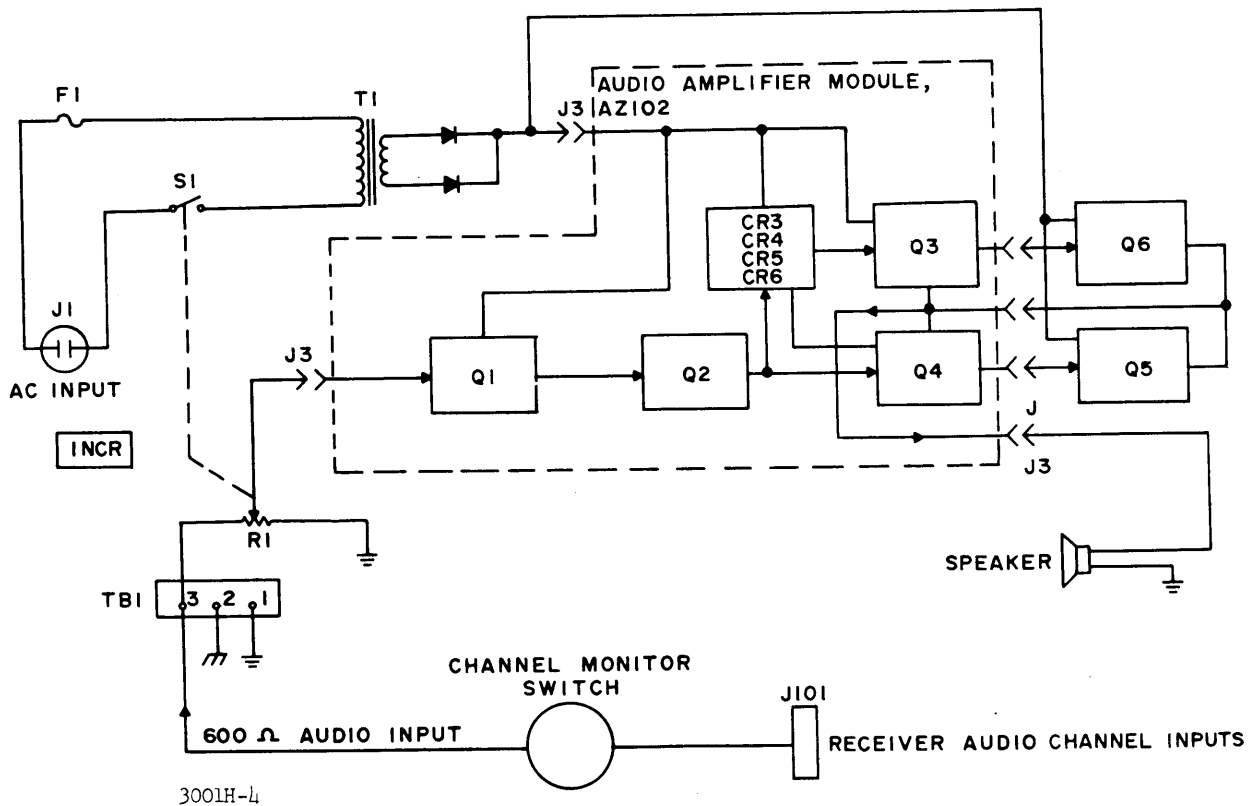 AUDIO AMPLIFIER MODULE,
AZ102
F1
T1
J3
S1
CR3
CR4
CR5
CR6
Q3
Q6
J1
AC INPUT
J3
Q1
Q2
Q4
Q5
INCR
J
J3
R1
SPEAKER
TB1
3
2
1
CHANNEL MONITOR
SWITCH
J101
600 Ω AUDIO INPUT
RECEIVER AUDIO CHANNEL INPUTS
3001H-4